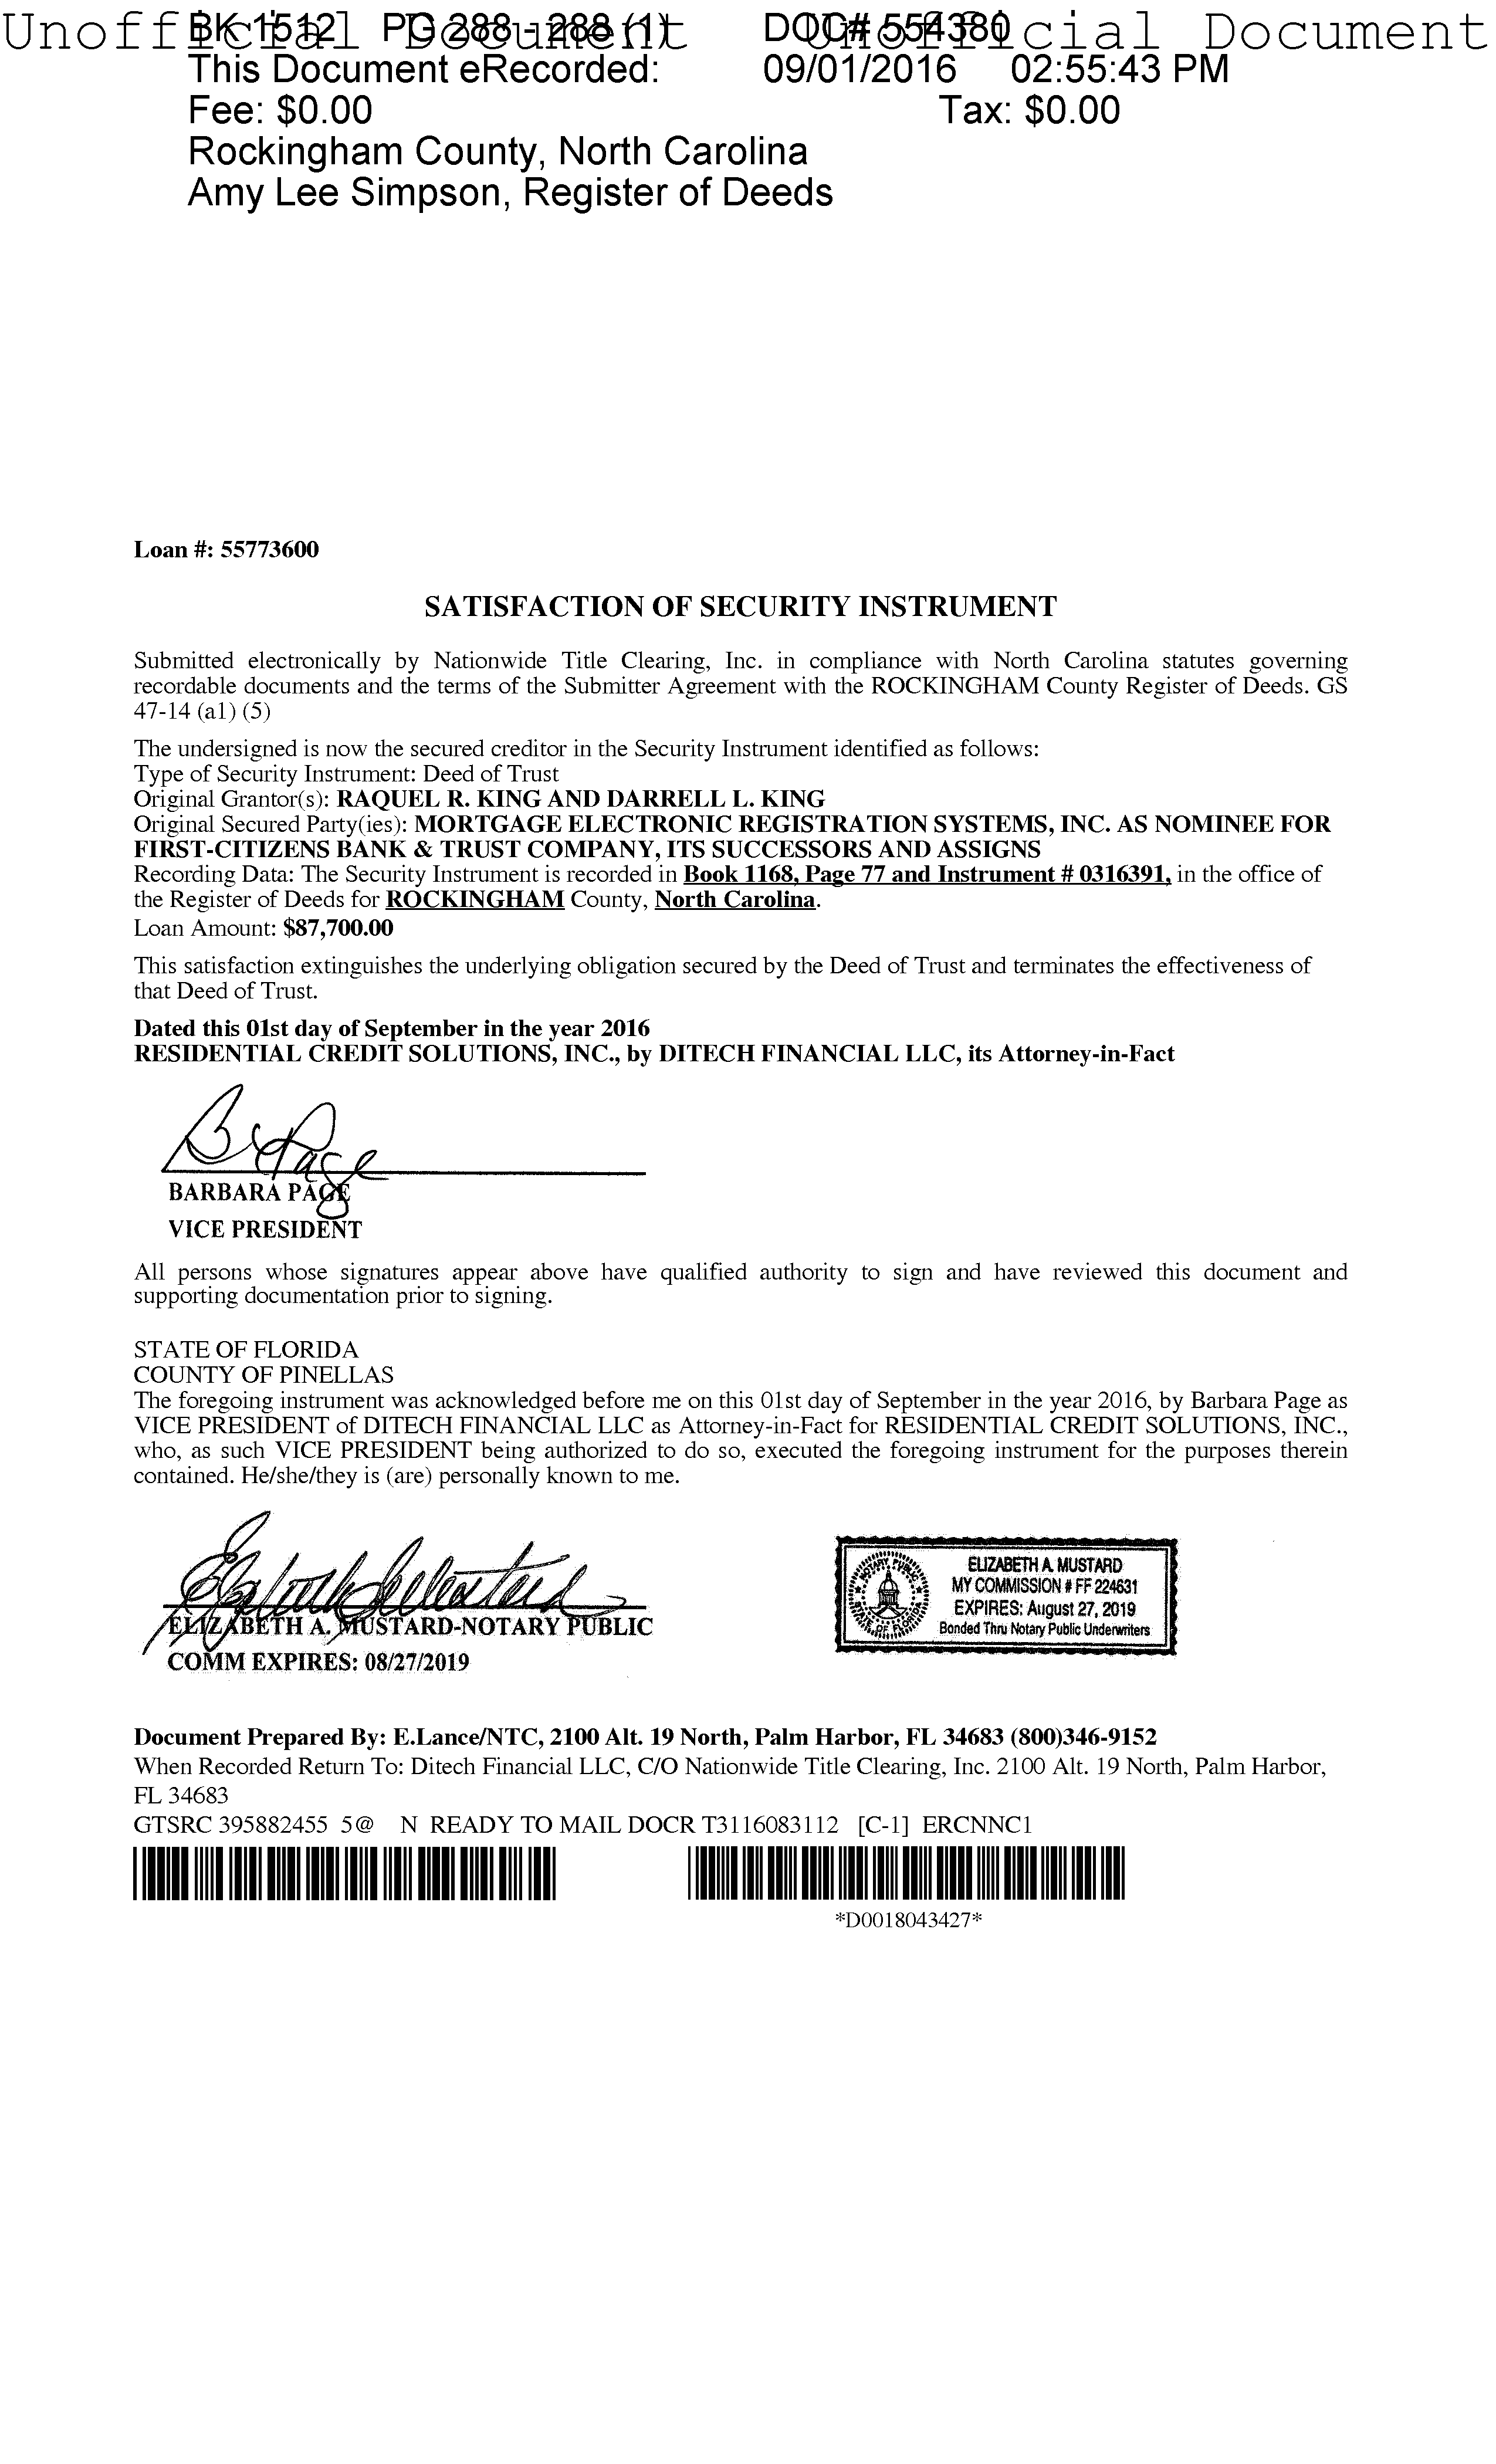 Unofficial Document Unofficial Document
BK 1512 PG 288 - 288 (1) DOC# 554380
This Document eRecorded: 09/01/2016 02:55:43 PM
Fee: $0.00 Tax: $0.00
Rockingham County, North Carolina
Amy Lee Simpson, Register of Deeds
Loan #: 55773600
SATISFACTION OF SECURITY INSTRUMENT
Submitted electronically by Nationwide Title Clearing, Inc. in compliance with North Carolina statutes governing
recordable documents and the terms of the Submitter Agreement with the ROCKINGHAM County Register of Deeds. GS
47-14 (a1) (5)
The undersigned is now the secured creditor in the Security Instrument identified as follows:
Type of Security Instrument: Deed of Trust
Original Grantor(s): RAQUEL R. KING AND DARRELL L. KING
Original Secured Party(ies): MORTGAGE ELECTRONIC REGISTRATION SYSTEMS, INC. AS NOMINEE FOR
FIRST-CITIZENS BANK & TRUST COMPANY, ITS SUCCESSORS AND ASSIGNS
Recording Data: The Security Instrument is recorded in Book 1168, Page 77 and Instrument # 0316391, in the office of
the Register of Deeds for ROCKINGHAM County, North Carolina.
Loan Amount: $87,700.00
This satisfaction extinguishes the underlying obligation secured by the Deed of Trust and terminates the effectiveness of
that Deed of Trust.
Dated this 01st day of September in the year 2016
RESIDENTIAL CREDIT SOLUTIONS, INC., by DITECH FINANCIAL LLC, its Attorney-in-Fact
B Page
BARBARA PAGE
VICE PRESIDENT
All persons whose signatures appear above have qualified authority to sign and have reviewed this document and
supporting documentation prior to signing.
STATE OF FLORIDA
COUNTY OF PINELLAS
The foregoing instrument was acknowledged before me on this 01st day of September in the year 2016, by Barbara Page as
VICE PRESIDENT of DITECH FINANCIAL LLC as Attorney-in-Fact for RESIDENTIAL CREDIT SOLUTIONS, INC.,
who, as such VICE PRESIDENT being authorized to do so, executed the foregoing instrument for the purposes therein
contained. He/she/they is (are) personally known to me.
ELIZABETH A. MUSTARD-NOTARY PUBLIC
COMM EXPIRES: 08/27/2019
NOTARY PUBLIC
STATE OF FLORIDA
ELIZABETH A. MUSTARD
MY COMMISSION # FF 224631
EXPIRES: August 27, 2019
Bonded Thru Notary Public Underwriters
Document Prepared By: E.Lance/NTC, 2100 Alt. 19 North, Palm Harbor, FL 34683 (800)346-9152
When Recorded Return To: Ditech Financial LLC, C/O Nationwide Title Clearing, Inc. 2100 Alt. 19 North, Palm Harbor,
FL 34683
GTSRC 395882455 5@ N READY TO MAIL DOCR T3116083112 [C-1] ERCNNC1
*D0018043427*